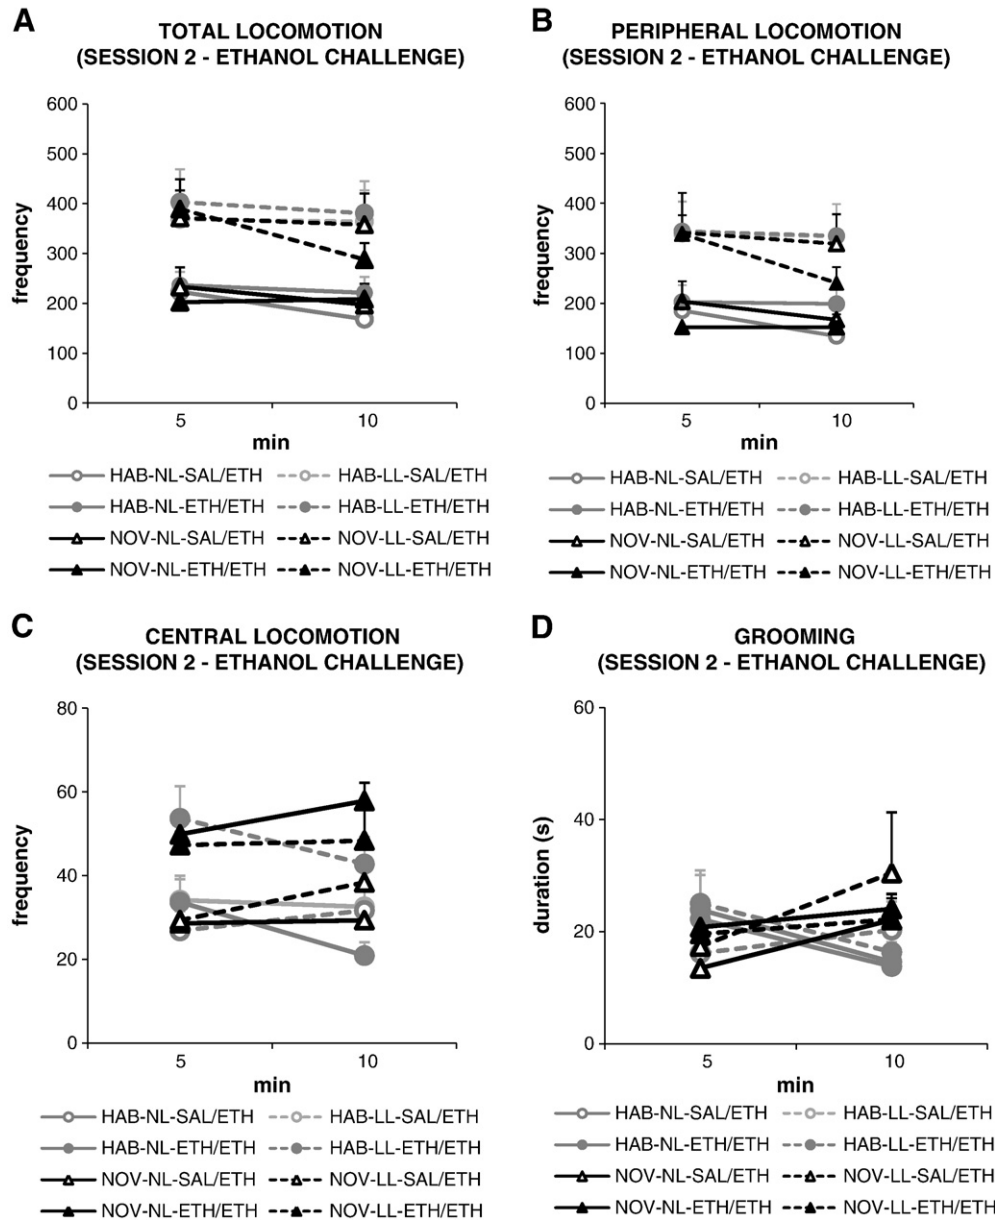 A
TOTAL LOCOMOTION
(SESSION 2 - ETHANOL CHALLENGE)
600
500
400
300
200
100
0
frequency
5
10
min
HAB-NL-SAL/ETH
HAB-LL-SAL/ETH
HAB-NL-ETH/ETH
HAB-LL-ETH/ETH
NOV-NL-SAL/ETH
NOV-LL-SAL/ETH
NOV-NL-ETH/ETH
NOV-LL-ETH/ETH
B
PERIPHERAL LOCOMOTION
(SESSION 2 - ETHANOL CHALLENGE)
600
500
400
300
200
100
0
frequency
5
10
min
HAB-NL-SAL/ETH
HAB-LL-SAL/ETH
HAB-NL-ETH/ETH
HAB-LL-ETH/ETH
NOV-NL-SAL/ETH
NOV-LL-SAL/ETH
NOV-NL-ETH/ETH
NOV-LL-ETH/ETH
C
CENTRAL LOCOMOTION
(SESSION 2 - ETHANOL CHALLENGE)
80
60
40
20
0
frequency
5
10
min
HAB-NL-SAL/ETH
HAB-LL-SAL/ETH
HAB-NL-ETH/ETH
HAB-LL-ETH/ETH
NOV-NL-SAL/ETH
NOV-LL-SAL/ETH
NOV-NL-ETH/ETH
NOV-LL-ETH/ETH
D
GROOMING
(SESSION 2 - ETHANOL CHALLENGE)
60
40
20
0
duration (s)
5
10
min
HAB-NL-SAL/ETH
HAB-LL-SAL/ETH
HAB-NL-ETH/ETH
HAB-LL-ETH/ETH
NOV-NL-SAL/ETH
NOV-LL-SAL/ETH
NOV-NL-ETH/ETH
NOV-LL-ETH/ETH